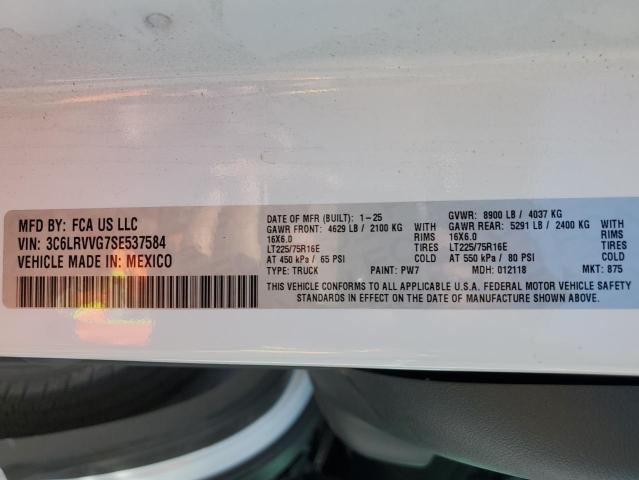 MFD BY: FCA US LLC
VIN: 3C6LRVVG7SE537584
VEHICLE MADE IN: MEXICO
DATE OF MFR (BUILT): 1-25 GVWR: 8900 LB / 4037 KG
GAWR FRONT: 4629 LB / 2100 KG GAWR REAR: 5291 LB / 2400 KG
16X6.0 RIMS 16X6.0 RIMS
LT225/75R16E TIRES LT225/75R16E TIRES
AT 450 kPa / 65 PSI COLD AT 550 kPa / 80 PSI COLD
TYPE: TRUCK PAINT: PW7 MDH: 012118 MKT: 875
THIS VEHICLE CONFORMS TO ALL APPLICABLE U.S.A. FEDERAL MOTOR VEHICLE SAFETY
STANDARDS IN EFFECT ON THE DATE OF MANUFACTURE SHOWN ABOVE.